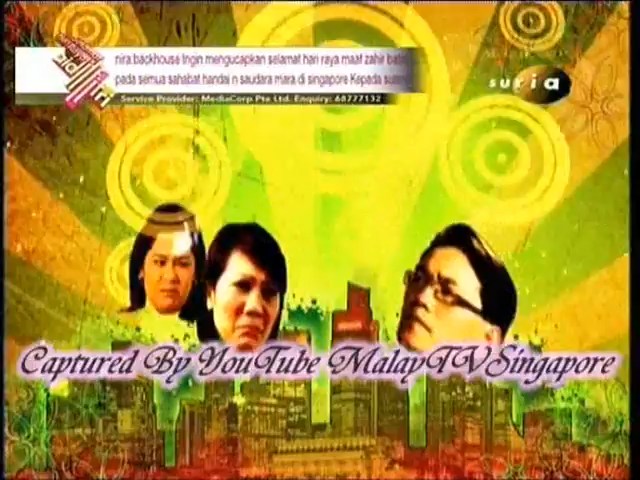 nira.backhouse Ingin mengucapkan selamat hari raya maaf zahir
pada semua sahabat handai n saudara mara di singapore Kepada
Service Provider: MediaCorp Pte Ltd. Enquiry: 68777132
suria
Captured By YouTube MalayTVSingapore